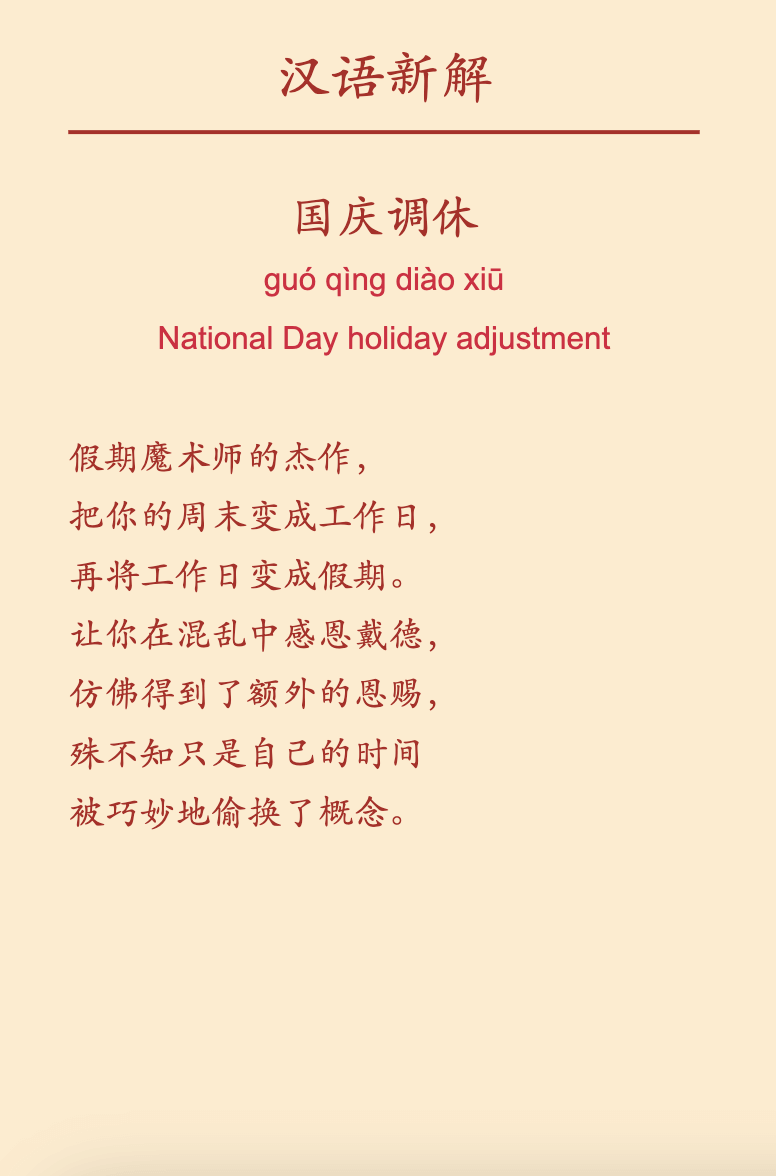 汉语新解
国庆调休
guó qìng diào xiū
National Day holiday adjustment
假期魔术师的杰作，
把你的周末变成工作日，
再将工作日变成假期。
让你在混乱中感恩戴德，
仿佛得到了额外的恩赐，
殊不知只是自己的时间
被巧妙地偷换了概念。